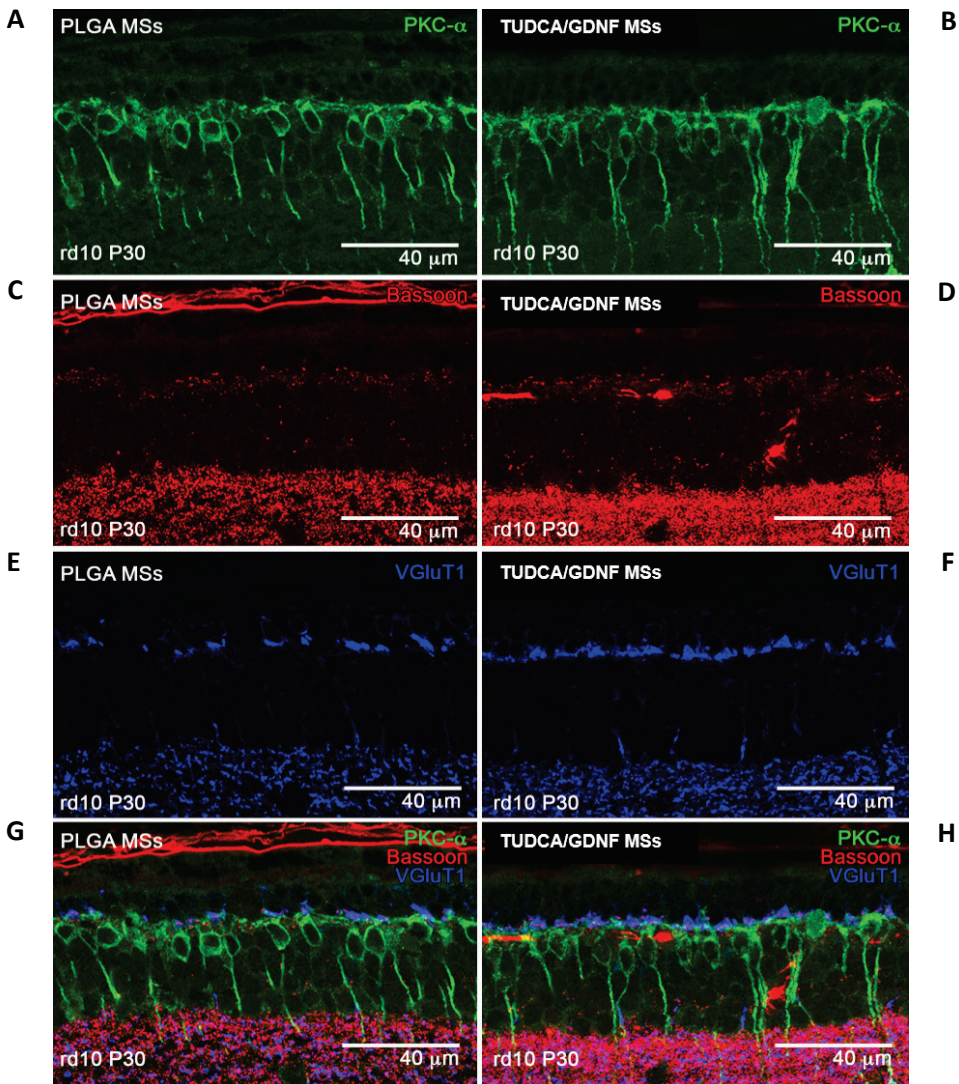 A
PLGA MSs PKC-α
rd10 P30
40 μm
TUDCA/GDNF MSs PKC-α
B
rd10 P30
40 μm
C
PLGA MSs Bassoon
rd10 P30
40 μm
TUDCA/GDNF MSs Bassoon
D
rd10 P30
40 μm
E
PLGA MSs VGluT1
rd10 P30
40 μm
TUDCA/GDNF MSs VGluT1
F
rd10 P30
40 μm
G
PLGA MSs PKC-α
Bassoon
VGluT1
rd10 P30
40 μm
TUDCA/GDNF MSs PKC-α
H
Bassoon
VGluT1
rd10 P30
40 μm